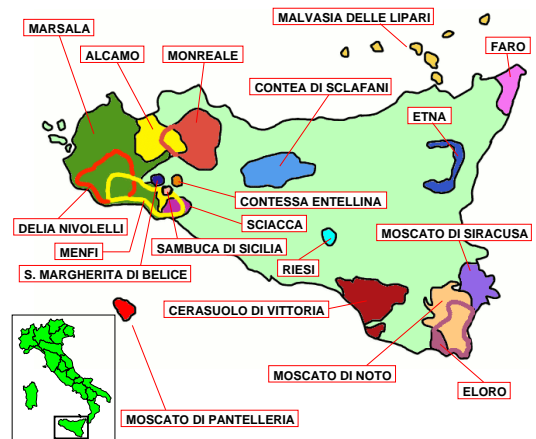 MALVASIA DELLE LIPARI
MARSALA
FARO
ALCAMO
MONREALE
CONTEA DI SCLAFANI
ETNA
CONTESSA ENTELLINA
SCIACCA
DELIA NIVOLELLI
MOSCATO DI SIRACUSA
MENFI
SAMBUCA DI SICILIA
RIESI
S. MARGHERITA DI BELICE
CERASUOLO DI VITTORIA
MOSCATO DI NOTO
ELORO
MOSCATO DI PANTELLERIA